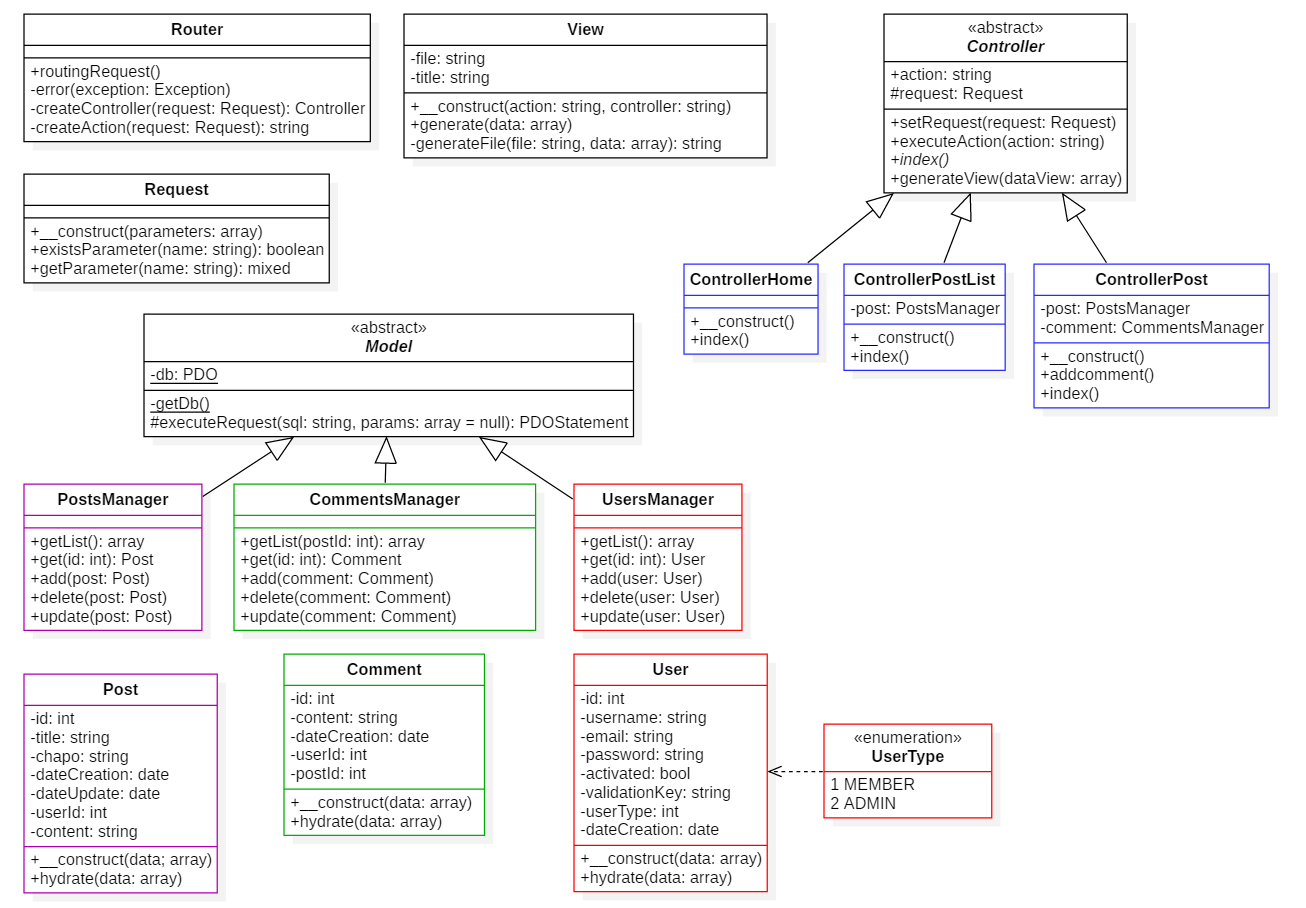 Router
+routingRequest()
-error(exception: Exception)
-createController(request: Request): Controller
-createAction(request: Request): string
View
-file: string
-title: string
+__construct(action: string, controller: string)
+generate(data: array)
-generateFile(file: string, data: array): string
«abstract»
Controller
+action: string
#request: Request
+setRequest(request: Request)
+executeAction(action: string)
+index()
+generateView(dataView: array)
Request
+__construct(parameters: array)
+existsParameter(name: string): boolean
+getParameter(name: string): mixed
ControllerHome
+__construct()
+index()
ControllerPostList
-post: PostsManager
+__construct()
+index()
ControllerPost
-post: PostsManager
-comment: CommentsManager
+__construct()
+addcomment()
+index()
«abstract»
Model
-db: PDO
-getDb()
#executeRequest(sql: string, params: array = null): PDOStatement
PostsManager
+getList(): array
+get(id: int): Post
+add(post: Post)
+delete(post: Post)
+update(post: Post)
CommentsManager
+getList(postId: int): array
+get(id: int): Comment
+add(comment: Comment)
+delete(comment: Comment)
+update(comment: Comment)
UsersManager
+getList(): array
+get(id: int): User
+add(user: User)
+delete(user: User)
+update(user: User)
Post
-id: int
-title: string
-chapo: string
-dateCreation: date
-dateUpdate: date
-userId: int
-content: string
+__construct(data; array)
+hydrate(data: array)
Comment
-id: int
-content: string
-dateCreation: date
-userId: int
-postId: int
+__construct(data: array)
+hydrate(data: array)
User
-id: int
-username: string
-email: string
-password: string
-activated: bool
-validationKey: string
-userType: int
-dateCreation: date
+__construct(data: array)
+hydrate(data: array)
«enumeration»
UserType
1 MEMBER
2 ADMIN